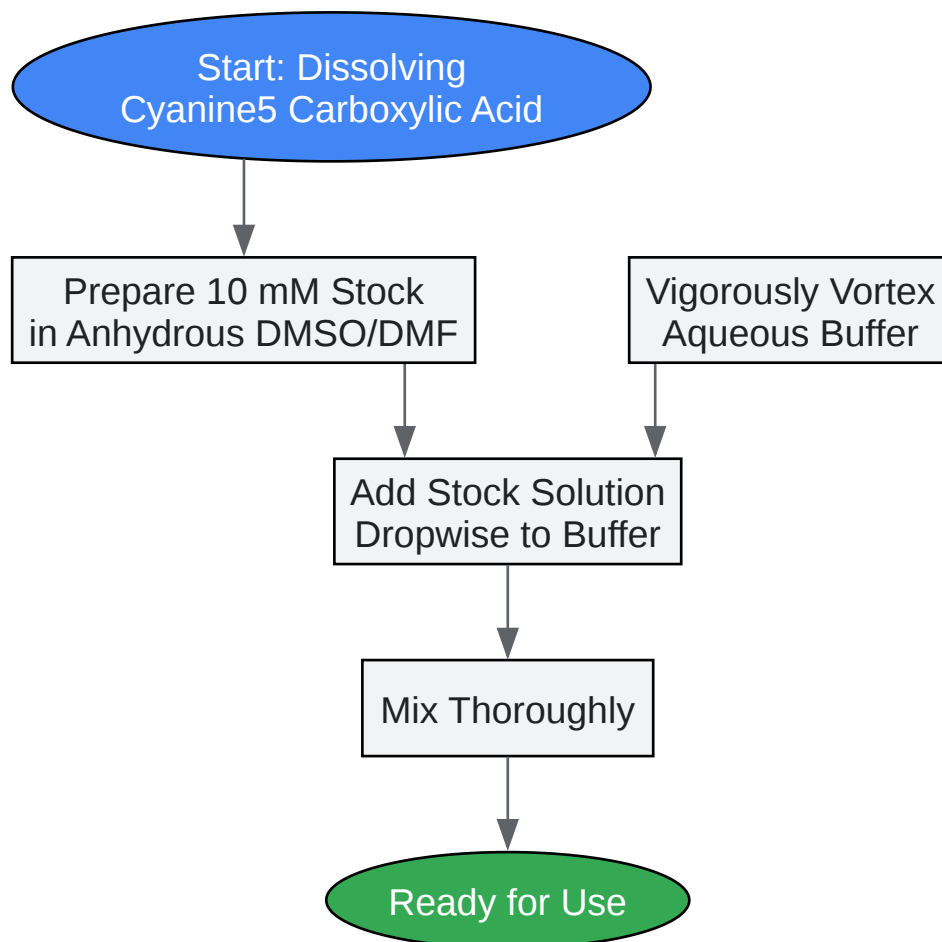 Start: Dissolving
Cyanine5 Carboxylic Acid
Prepare 10 mM Stock
in Anhydrous DMSO/DMF
Vigorously Vortex
Aqueous Buffer
Add Stock Solution
Dropwise to Buffer
Mix Thoroughly
Ready for Use